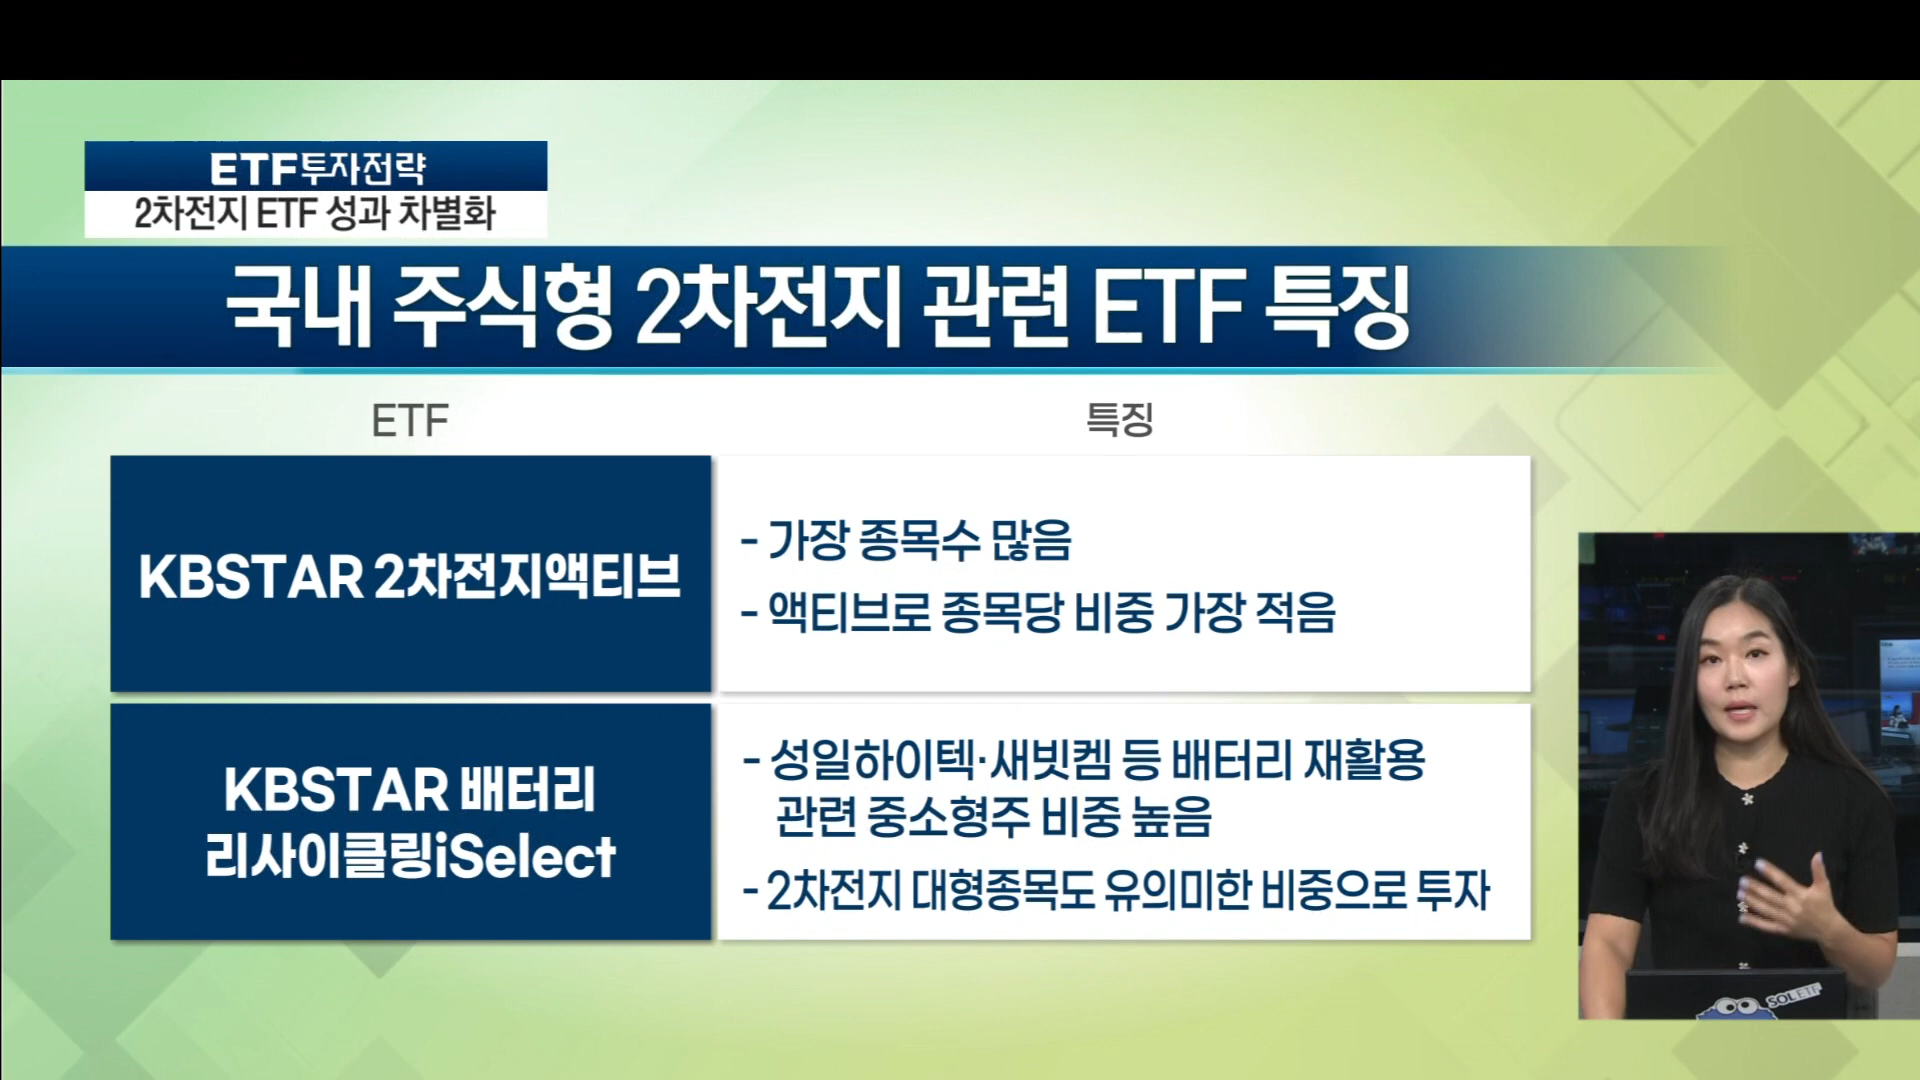 ETF투자전략
2차전지 ETF 성과 차별화
국내 주식형 2차전지 관련 ETF 특징
ETF 특징
KBSTAR 2차전지액티브
- 가장 종목수 많음
- 액티브로 종목당 비중 가장 적음
KBSTAR 배터리
리사이클링iSelect
- 성일하이텍·새빗켐 등 배터리 재활용
관련 중소형주 비중 높음
- 2차전지 대형종목도 유의미한 비중으로 투자
SOL ETF